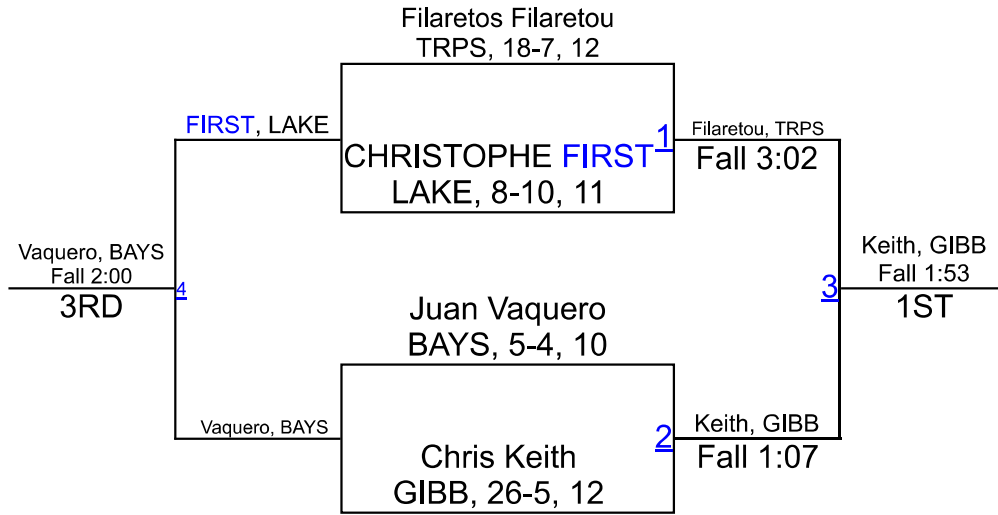 Filaretos Filaretou
TRPS, 18-7, 12
FIRST, LAKE
1
Filaretou, TRPS
CHRISTOPHE FIRST
Fall 3:02
LAKE, 8-10, 11
Vaquero, BAYS
Fall 2:00
4
3RD
Keith, GIBB
Fall 1:53
3
1ST
Juan Vaquero
BAYS, 5-4, 10
Vaquero, BAYS
2
Keith, GIBB
Chris Keith
Fall 1:07
GIBB, 26-5, 12